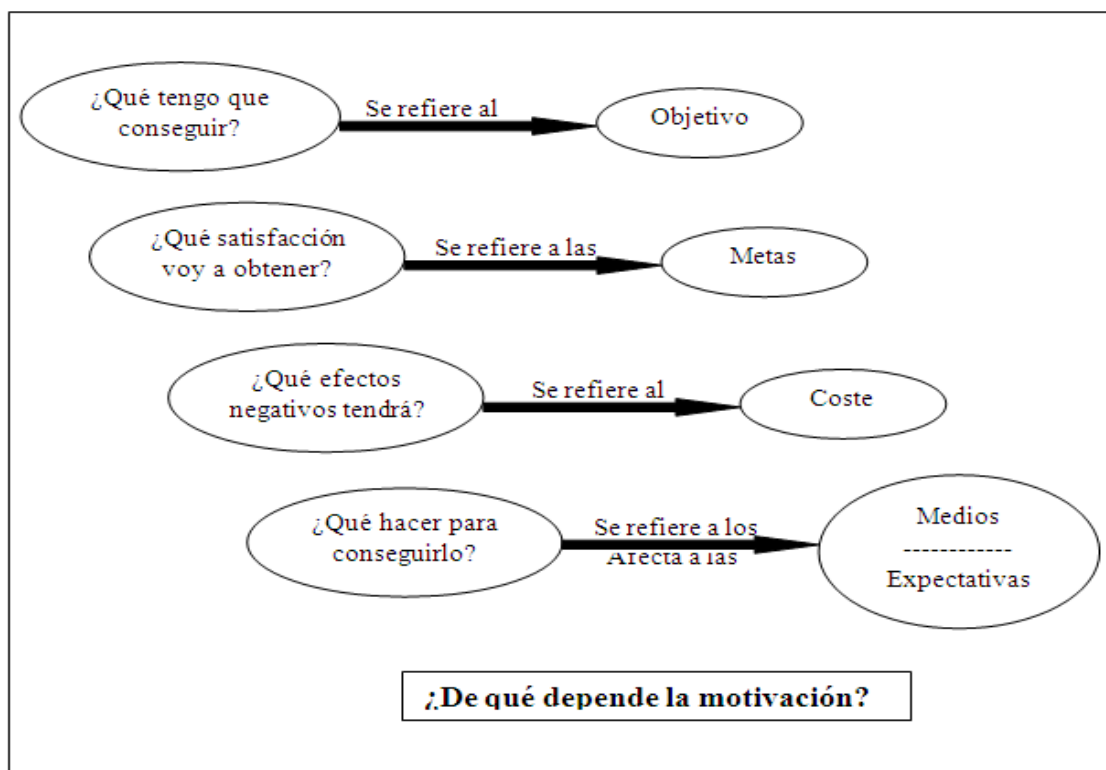 ¿Qué tengo que
conseguir?
Se refiere al
Objetivo
¿Qué satisfacción
voy a obtener?
Se refiere a las
Metas
¿Qué efectos
negativos tendrá?
Se refiere al
Coste
¿Qué hacer para
conseguirlo?
Se refiere a los
Afecta a las
Medios
------------
Expectativas
¿De qué depende la motivación?